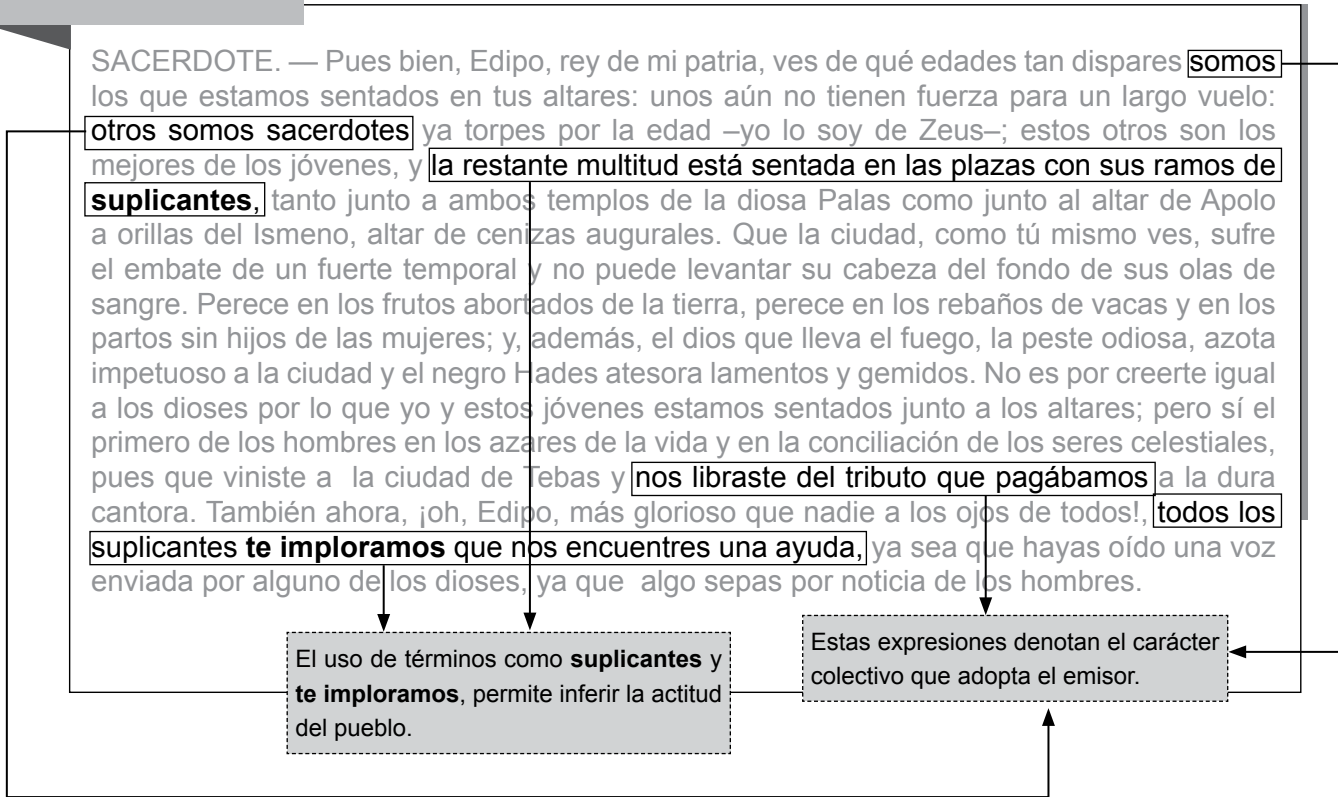 SACERDOTE. — Pues bien, Edipo, rey de mi patria, ves de qué edades tan dispares somos
los que estamos sentados en tus altares: unos aún no tienen fuerza para un largo vuelo:
otros somos sacerdotes ya torpes por la edad –yo lo soy de Zeus–; estos otros son los
mejores de los jóvenes, y la restante multitud está sentada en las plazas con sus ramos de
suplicantes, tanto junto a ambos templos de la diosa Palas como junto al altar de Apolo
a orillas del Ismeno, altar de cenizas augurales. Que la ciudad, como tú mismo ves, sufre
el embate de un fuerte temporal y no puede levantar su cabeza del fondo de sus olas de
sangre. Perece en los frutos abortados de la tierra, perece en los rebaños de vacas y en los
partos sin hijos de las mujeres; y, además, el dios que lleva el fuego, la peste odiosa, azota
impetuoso a la ciudad y el negro Hades atesora lamentos y gemidos. No es por creerte igual
a los dioses por lo que yo y estos jóvenes estamos sentados junto a los altares; pero sí el
primero de los hombres en los azares de la vida y en la conciliación de los seres celestiales,
pues que viniste a la ciudad de Tebas y nos libraste del tributo que pagábamos a la dura
cantora. También ahora, ¡oh, Edipo, más glorioso que nadie a los ojos de todos!, todos los
suplicantes te imploramos que nos encuentres una ayuda, ya sea que hayas oído una voz
enviada por alguno de los dioses, ya que algo sepas por noticia de los hombres.
El uso de términos como suplicantes y
te imploramos, permite inferir la actitud
del pueblo.
Estas expresiones denotan el carácter
colectivo que adopta el emisor.